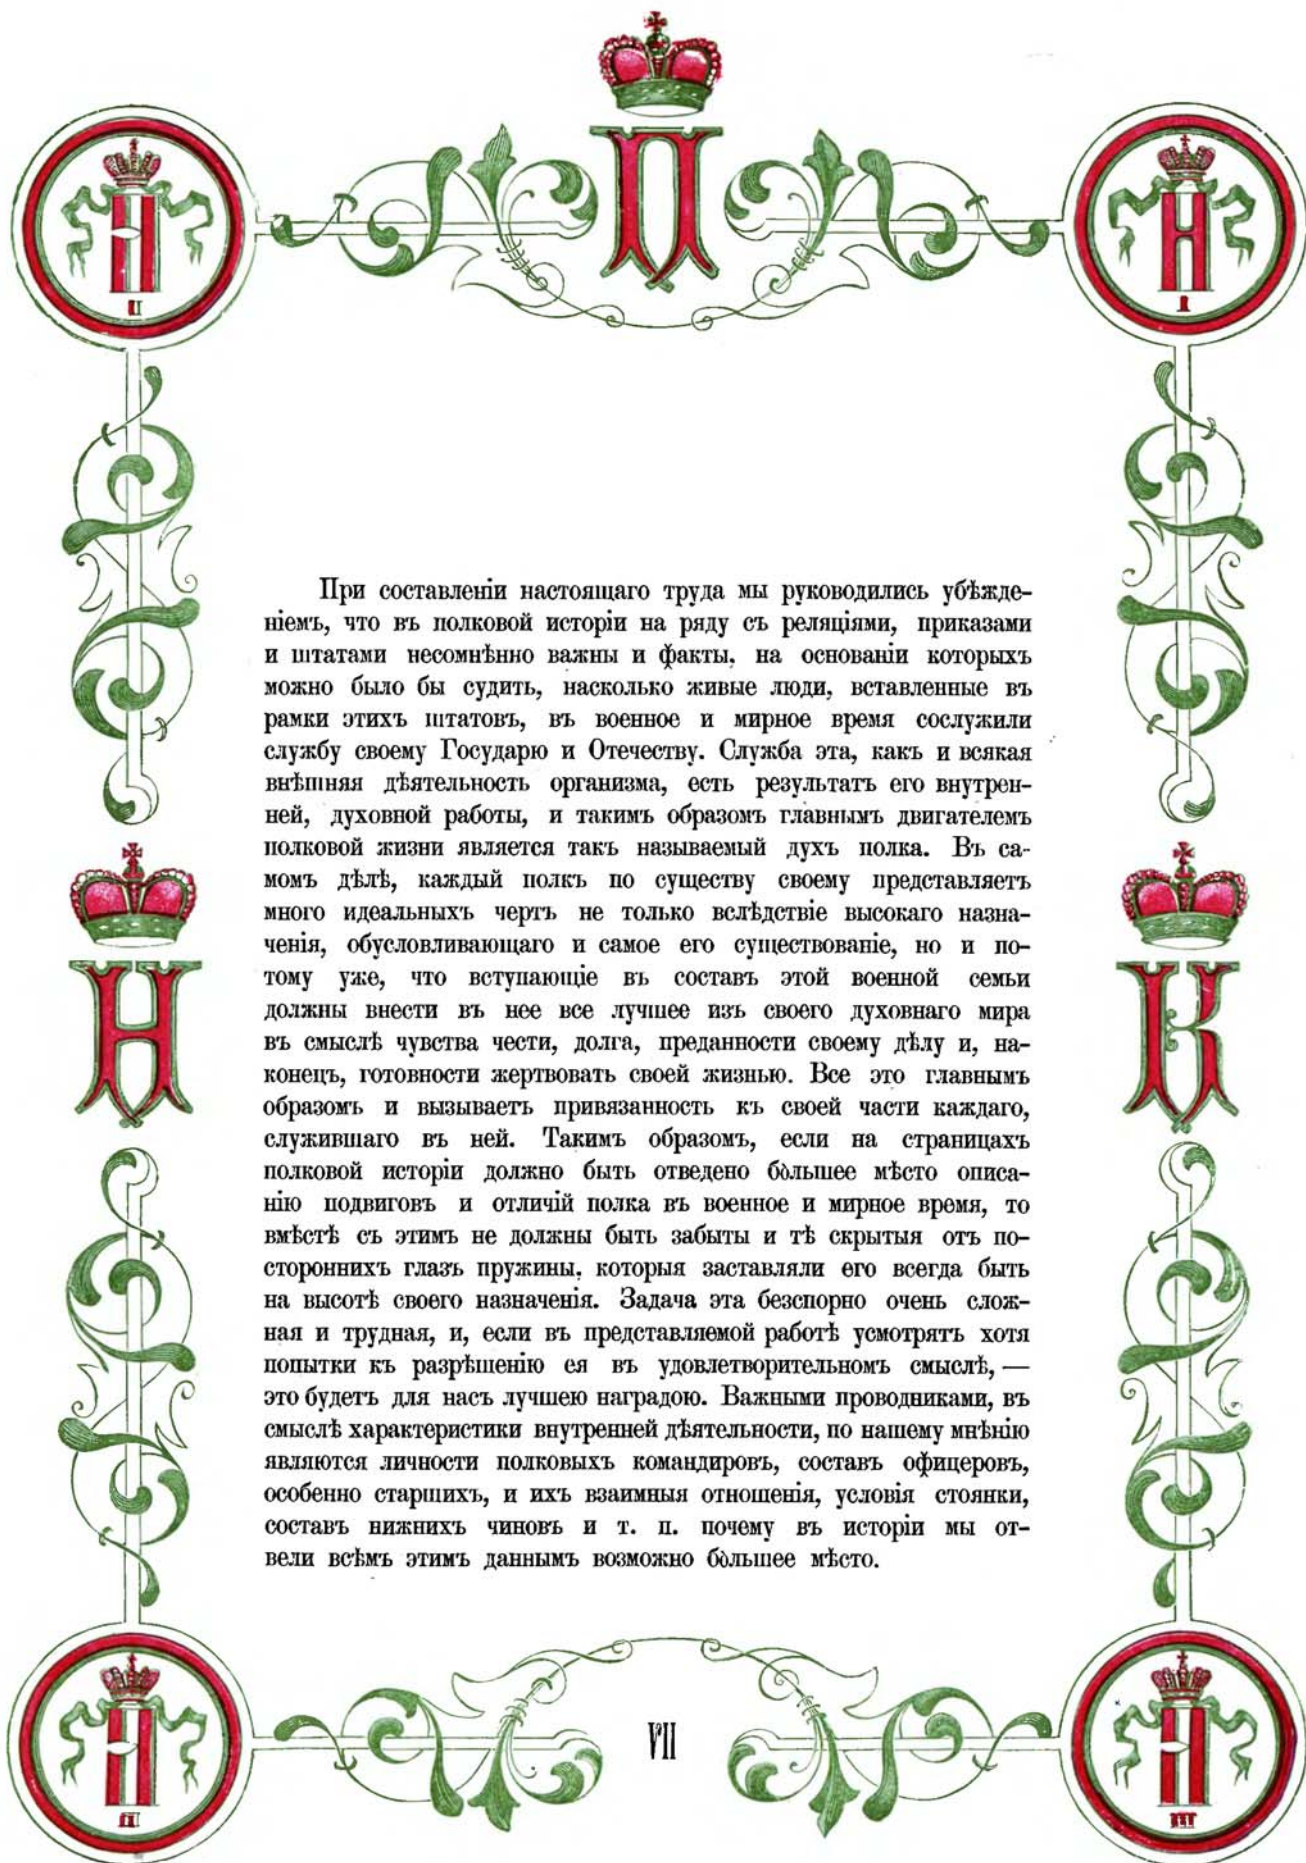 П
II
I
При составленіи настоящаго труда мы руководились убѣжде-
ніемъ, что въ полковой исторіи на ряду съ реляціями, приказами
и штатами несомнѣнно важны и факты, на основаніи которыхъ
можно было бы судить, насколько живые люди, вставленные въ
рамки этихъ штатовъ, въ военное и мирное время сослужили
службу своему Государю и Отечеству. Служба эта, какъ и всякая
внѣшняя дѣятельность организма, есть результатъ его внутрен-
ней, духовной работы, и такимъ образомъ главнымъ двигателемъ
полковой жизни является такъ называемый духъ полка. Въ са-
момъ дѣлѣ, каждый полкъ по существу своему представляетъ
много идеальныхъ чертъ не только вслѣдствіе высокаго назна-
ченія, обусловливающаго и самое его существованіе, но и по-
тому уже, что вступающіе въ составъ этой военной семьи
должны внести въ нее все лучшее изъ своего духовнаго мира
въ смыслѣ чувства чести, долга, преданности своему дѣлу и, на-
конецъ, готовности жертвовать своей жизнью. Все это главнымъ
образомъ и вызываетъ привязанность къ своей части каждаго,
служившаго въ ней. Такимъ образомъ, если на страницахъ
полковой исторіи должно быть отведено бо̀льшее мѣсто описа-
нію подвиговъ и отличій полка въ военное и мирное время, то
вмѣстѣ съ этимъ не должны быть забыты и тѣ скрытыя отъ по-
стороннихъ глазъ пружины, которыя заставляли его всегда быть
на высотѣ своего назначенія. Задача эта безспорно очень слож-
ная и трудная, и, если въ представляемой работѣ усмотрятъ хотя
попытки къ разрѣшенію ея въ удовлетворительномъ смыслѣ, —
это будетъ для насъ лучшею наградою. Важными проводниками, въ
смыслѣ характеристики внутренней дѣятельности, по нашему мнѣнію
являются личности полковыхъ командировъ, составъ офицеровъ,
особенно старшихъ, и ихъ взаимныя отношенія, условія стоянки,
составъ нижнихъ чиновъ и т. п. почему въ исторіи мы от-
вели всѣмъ этимъ даннымъ возможно бо̀льшее мѣсто.
Н
К
VII
III